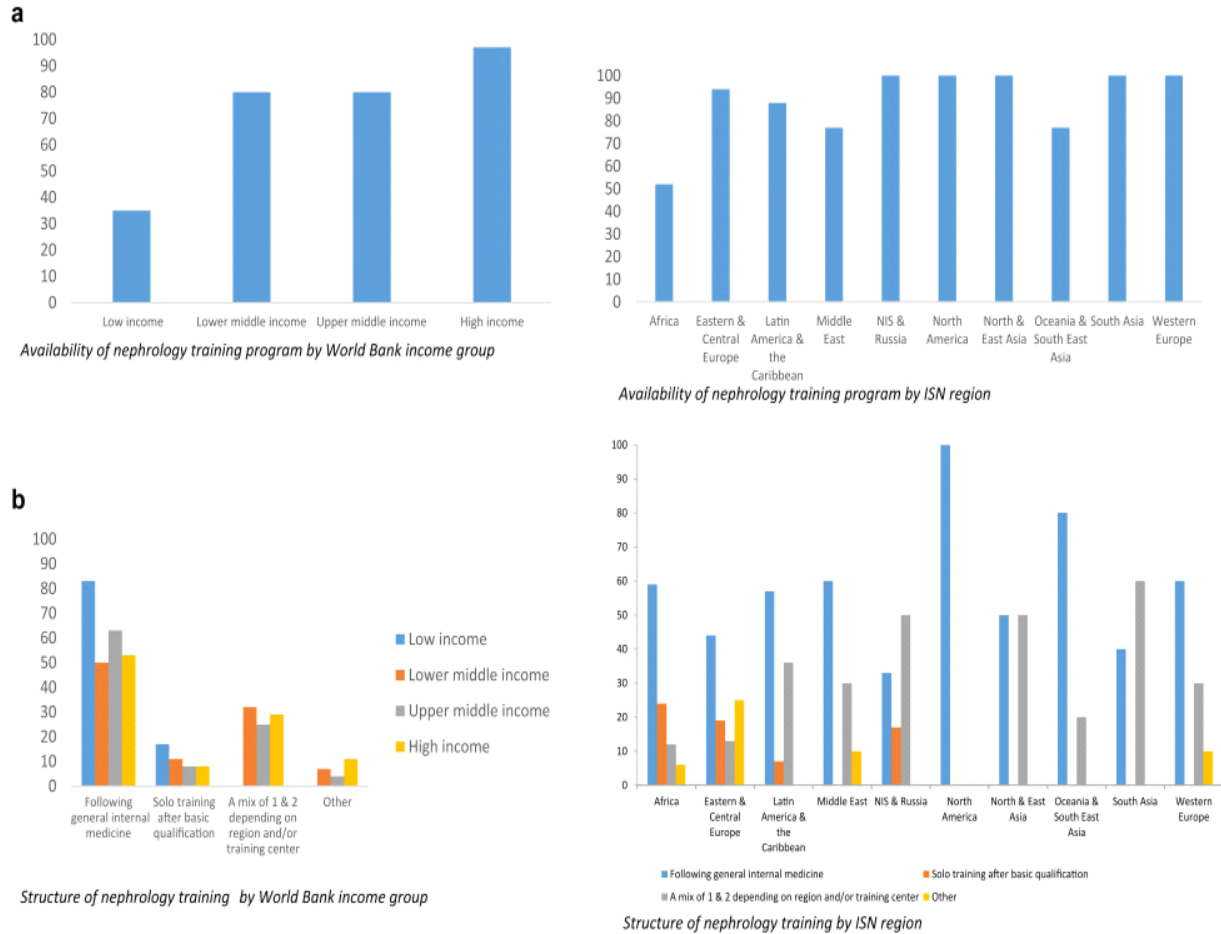 a
100
90
80
70
60
50
40
30
20
10
0
Low income
Lower middle income
Upper middle income
High income
Availability of nephrology training program by World Bank income group
100
90
80
70
60
50
40
30
20
10
0
Africa
Eastern &
Central
Europe
Latin
America &
the
Caribbean
Middle
East
NIS &
Russia
North
America
North &
East Asia
Oceania &
South East
Asia
South Asia
Western
Europe
Availability of nephrology training program by ISN region
b
100
90
80
70
60
50
40
30
20
10
0
Following
general internal
medicine
Solo training
after basic
qualification
A mix of 1 & 2
depending on
region and/or
training center
Other
Low income
Lower middle income
Upper middle income
High income
Structure of nephrology training by World Bank income group
100
90
80
70
60
50
40
30
20
10
0
Africa
Eastern &
Central
Europe
Latin
America &
the
Caribbean
Middle East
NIS & Russia
North
America
North & East
Asia
Oceania &
South East
Asia
South Asia
Western
Europe
Following general internal medicine
Solo training after basic qualification
A mix of 1 & 2 depending on region and/or training center
Other
Structure of nephrology training by ISN region